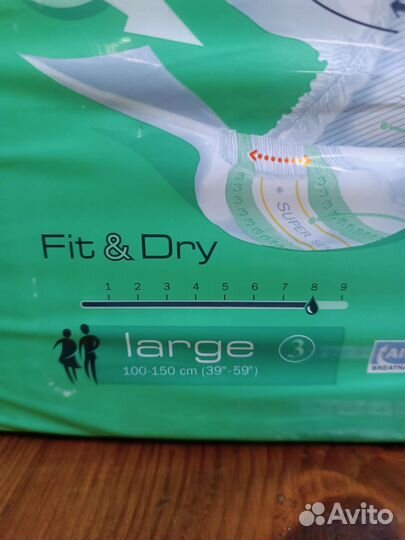 SUPER
Fit & Dry
1 2 3 4 5 6 7 8 9
large 3
100-150 cm (39"-59")
Avito